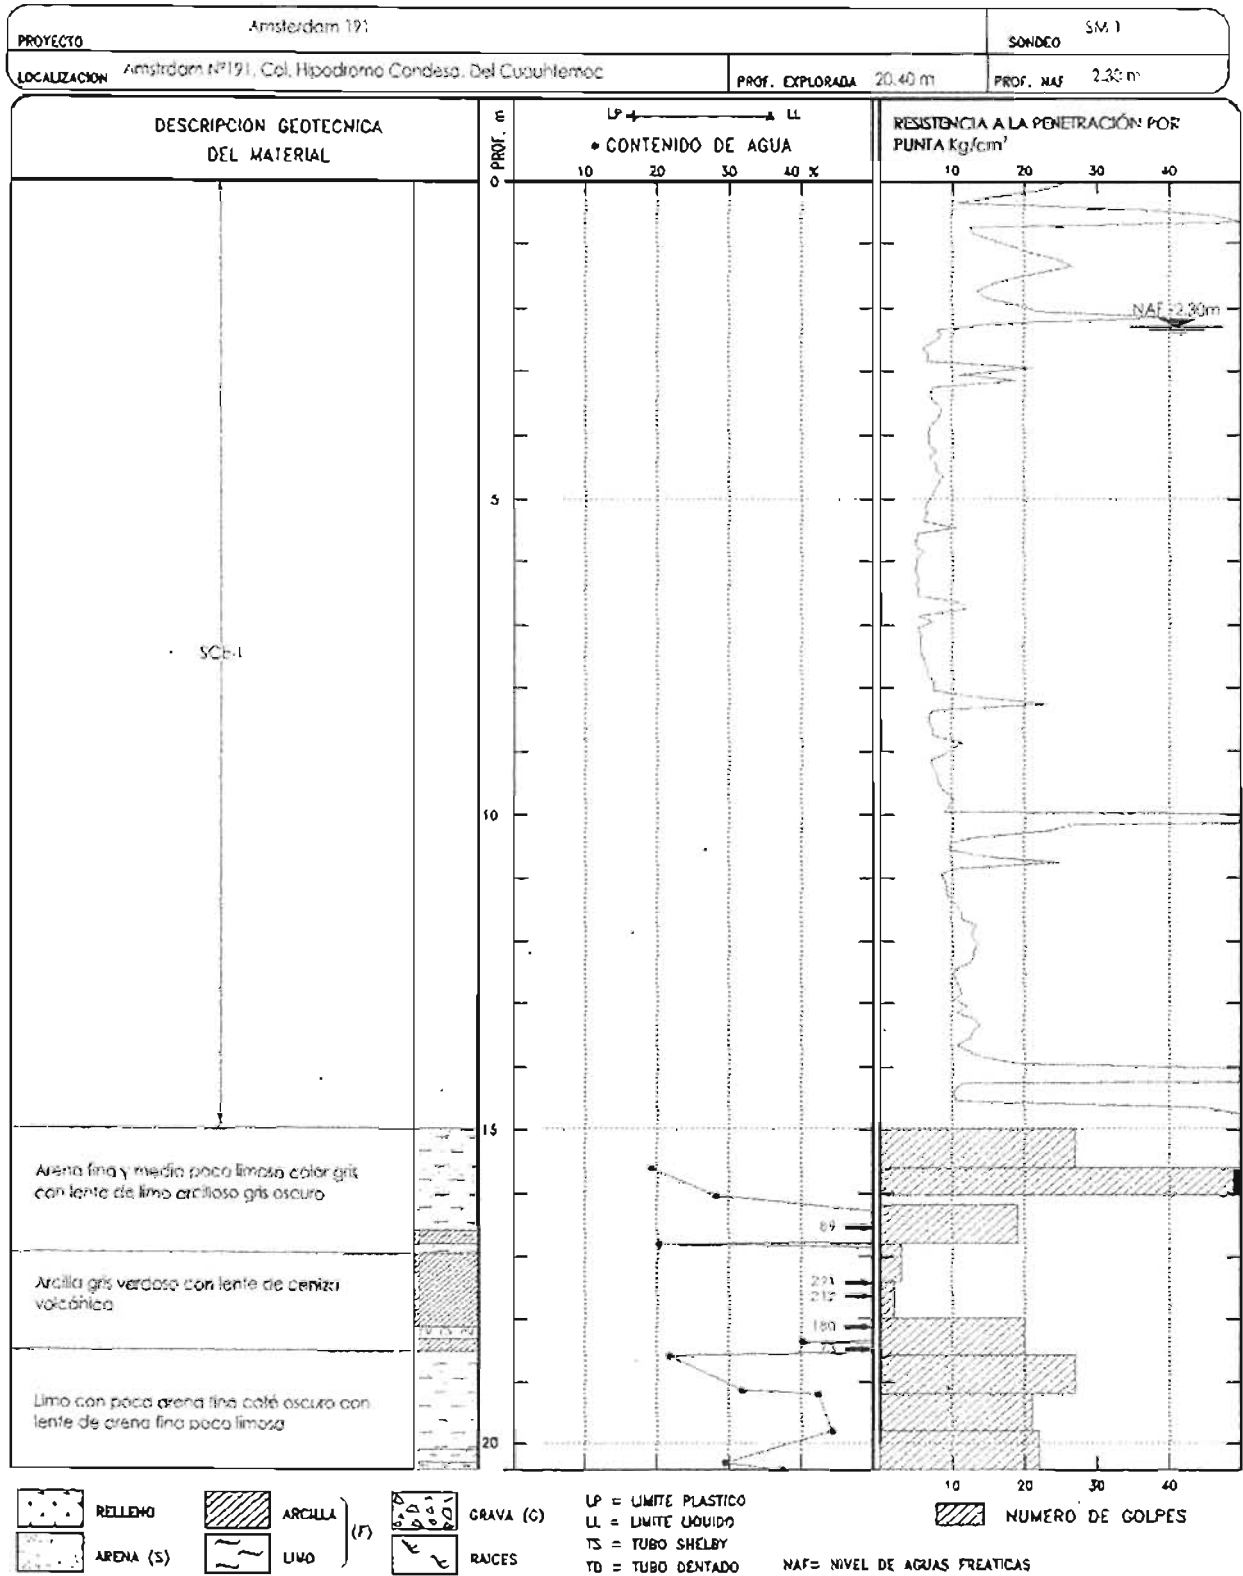 PROYECTO Amsterdam 191
SONDEO SM-1
LOCALIZACION Amstrdam Nº191, Col. Hipodromo Condesa, Del Cuauhtemoc
PROF. EXPLORADA 20.40 m
PROF. NAF 2.30 m
DESCRIPCION GEOTECNICA
DEL MATERIAL
PROF. m
LP LL
• CONTENIDO DE AGUA
10 20 30 40 %
RESISTENCIA A LA PENETRACIÓN POR
PUNTA Kg/cm²
10 20 30 40
0
NAF=2.30m
5
SCE-1
10
15
Arena fina y media poco limosa color gris
con lente de limo arcilloso gris oscuro
89
Arcilla gris verdoso con lente de ceniza
volcánica
212
180
73
Limo con poca arena fina café oscuro con
lente de arena fina poco limosa
20
10 20 30 40
RELLENO
ARENA (S)
ARCILLA
LIMO
(F)
GRAVA (G)
RAICES
LP = LIMITE PLASTICO
LL = LIMITE LIQUIDO
TS = TUBO SHELBY
TD = TUBO DENTADO
NUMERO DE GOLPES
NAF= NIVEL DE AGUAS FREATICAS